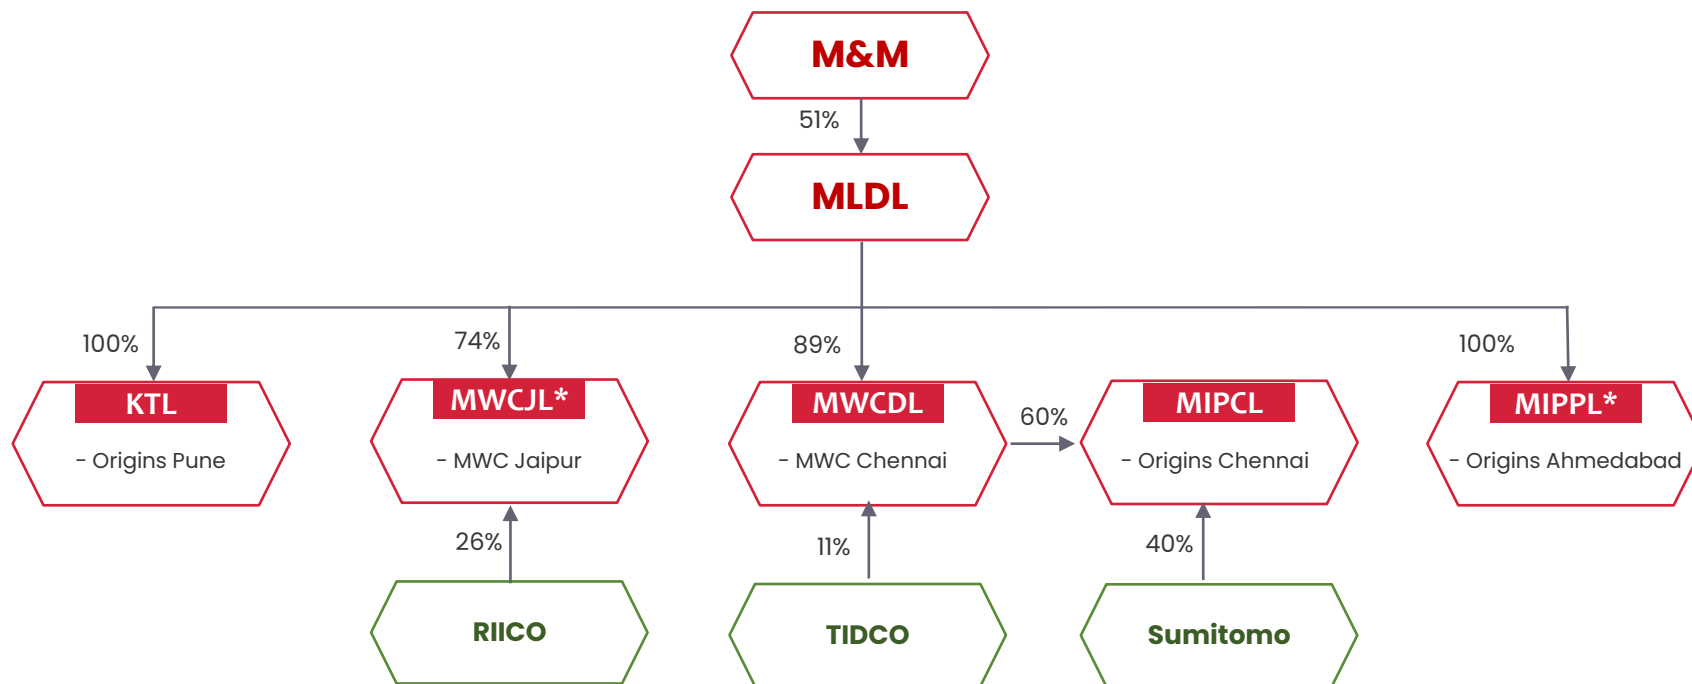 M&M
51%
MLDL
100%
74%
89%
100%
KTL
- Origins Pune
MWCJL*
- MWC Jaipur
MWCDL
- MWC Chennai
60%
MIPCL
- Origins Chennai
MIPPL*
- Origins Ahmedabad
26%
11%
40%
RIICO
TIDCO
Sumitomo